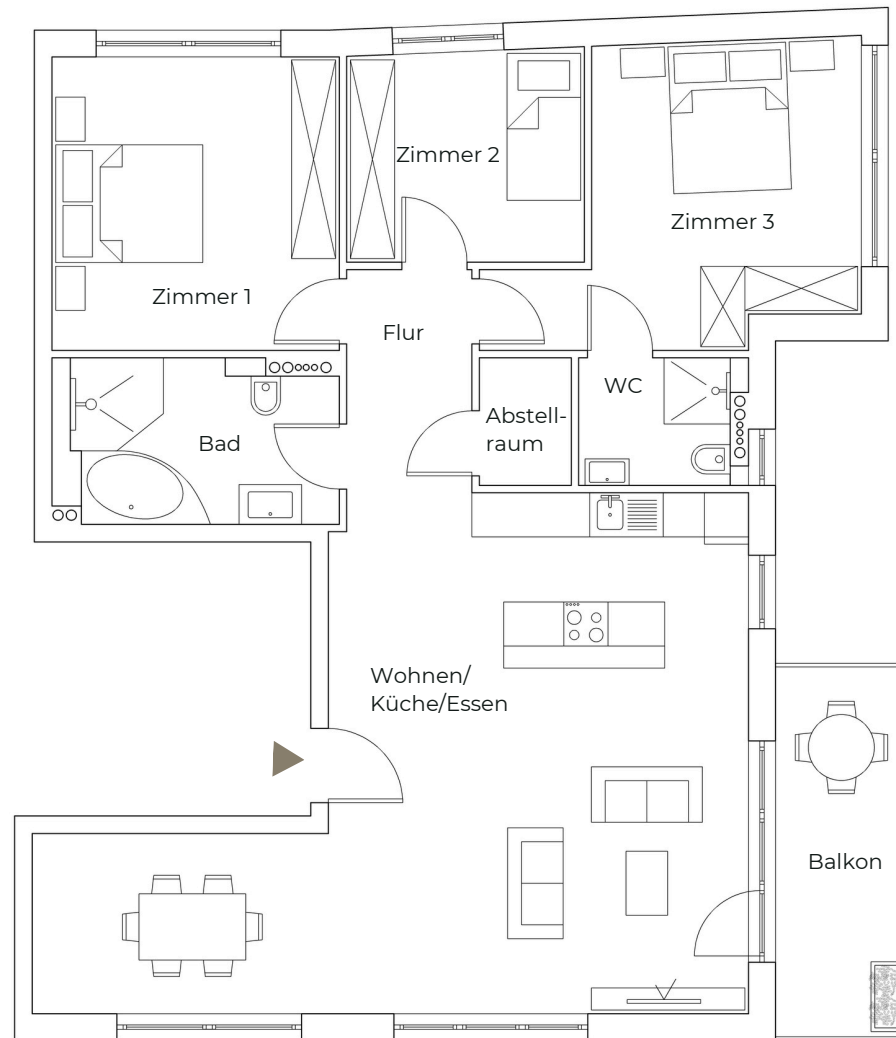 Zimmer 2
Zimmer 3
Zimmer 1
Flur
WC
Abstell-
raum
Bad
Wohnen/
Küche/Essen
Balkon